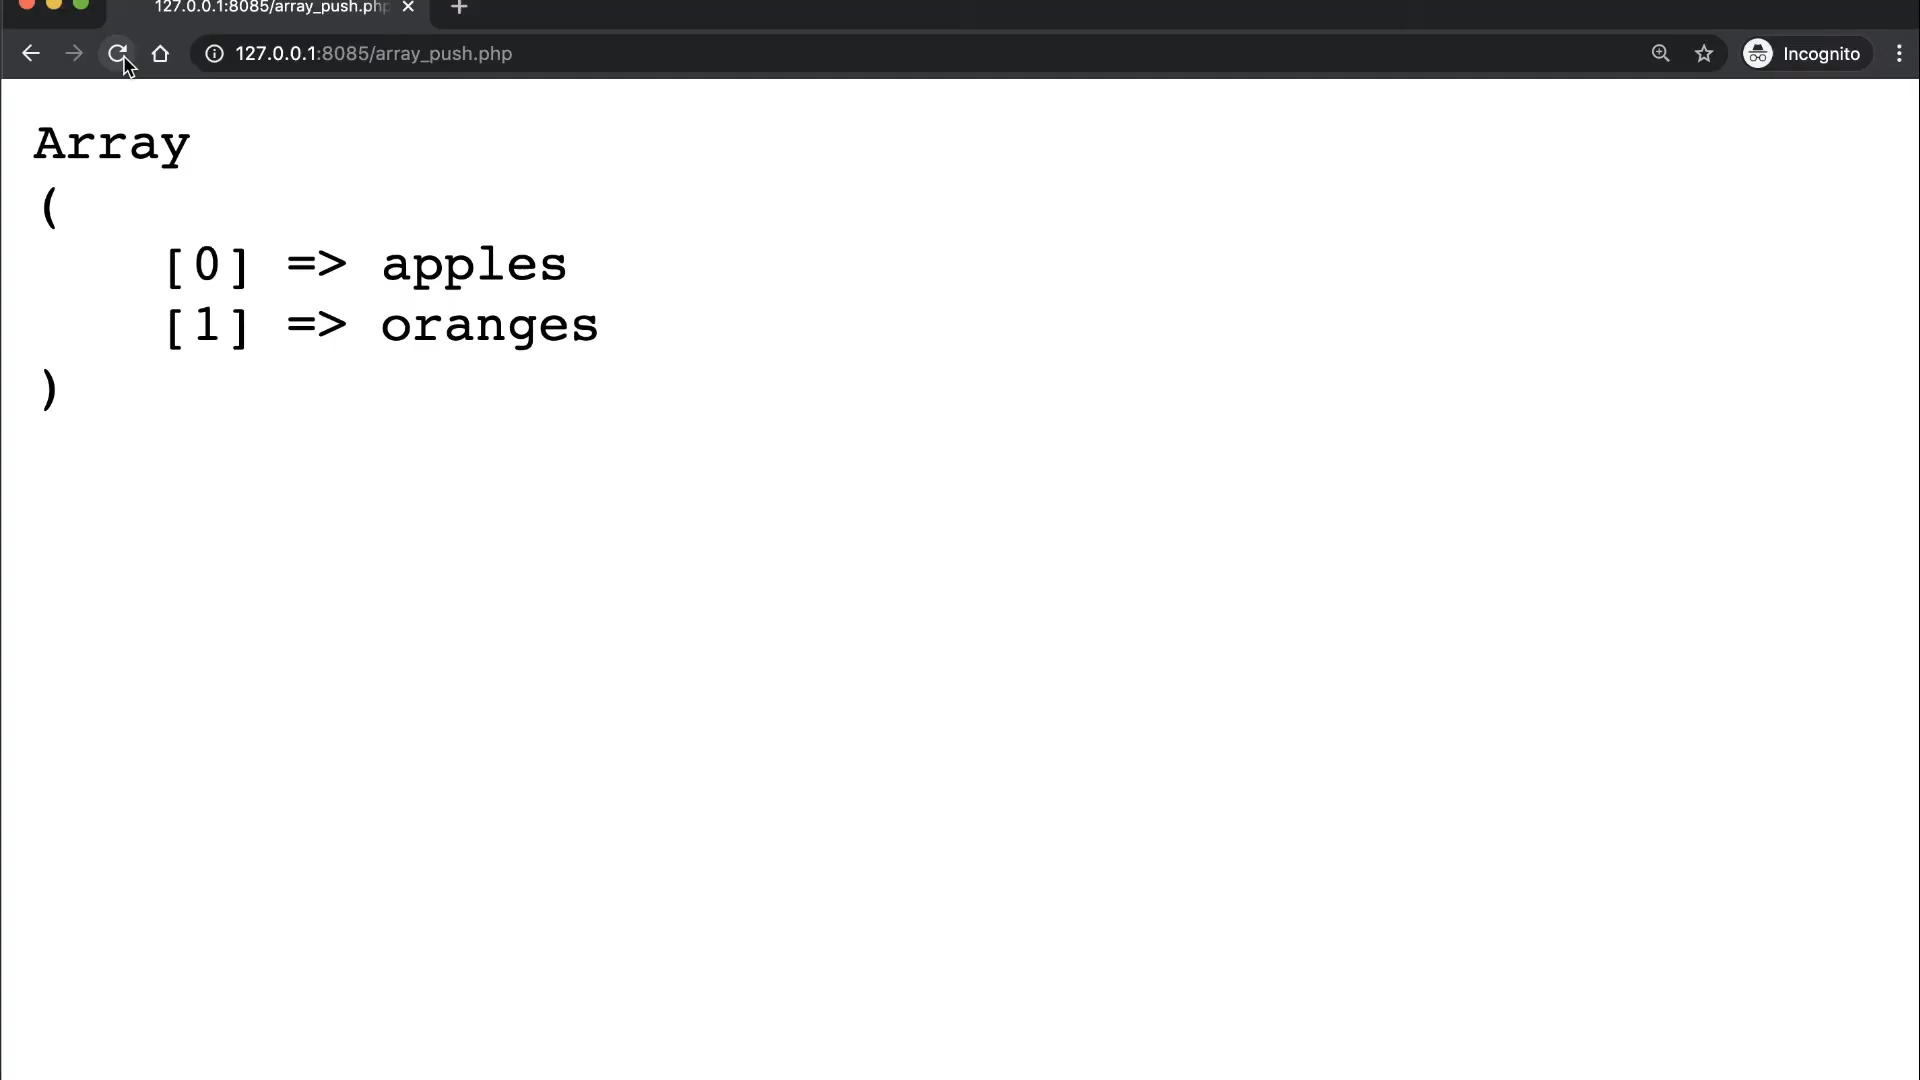 127.0.0.1:8085/array_push.php
127.0.0.1:8085/array_push.php
Incognito
Array
(
[0] => apples
[1] => oranges
)